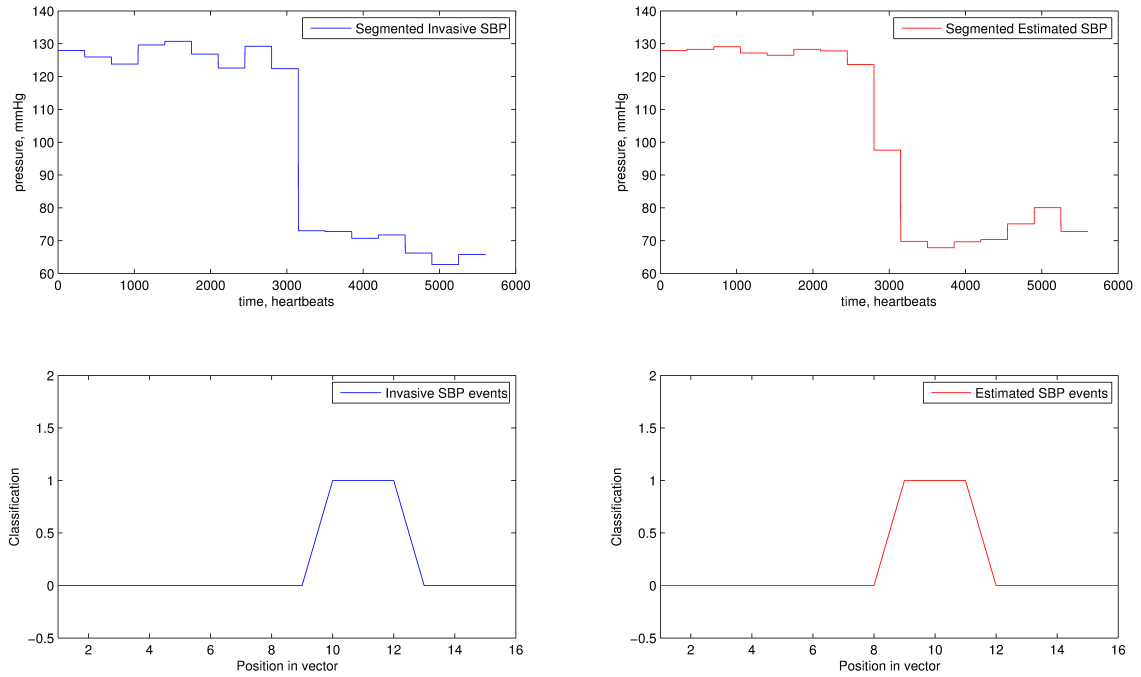 Segmented Invasive SBP
140
130
120
110
100
90
80
70
60
pressure, mmHg
0 1000 2000 3000 4000 5000 6000
time, heartbeats
Segmented Estimated SBP
140
130
120
110
100
90
80
70
60
pressure, mmHg
0 1000 2000 3000 4000 5000 6000
time, heartbeats
Invasive SBP events
2
1.5
1
0.5
0
−0.5
Classification
2 4 6 8 10 12 14 16
Position in vector
Estimated SBP events
2
1.5
1
0.5
0
−0.5
Classification
2 4 6 8 10 12 14 16
Position in vector